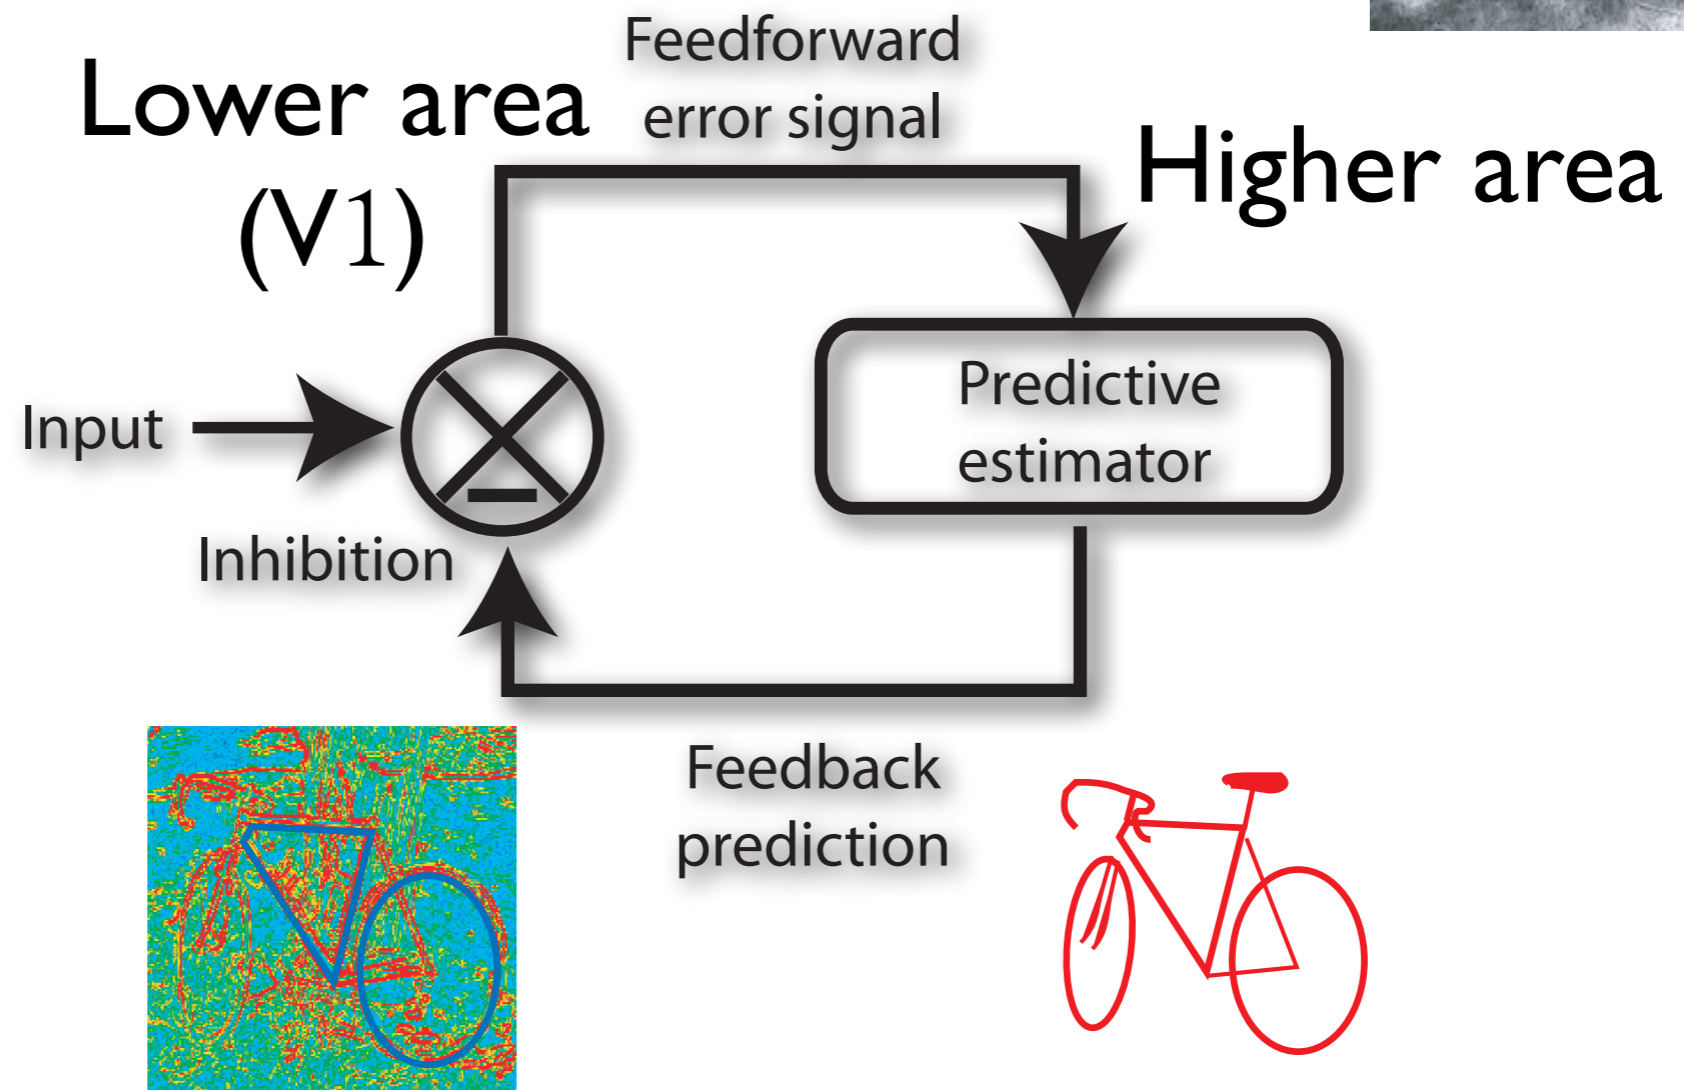 Feedforward
error signal
Lower area
(V1)
Higher area
Input
Predictive
estimator
Inhibition
Feedback
prediction